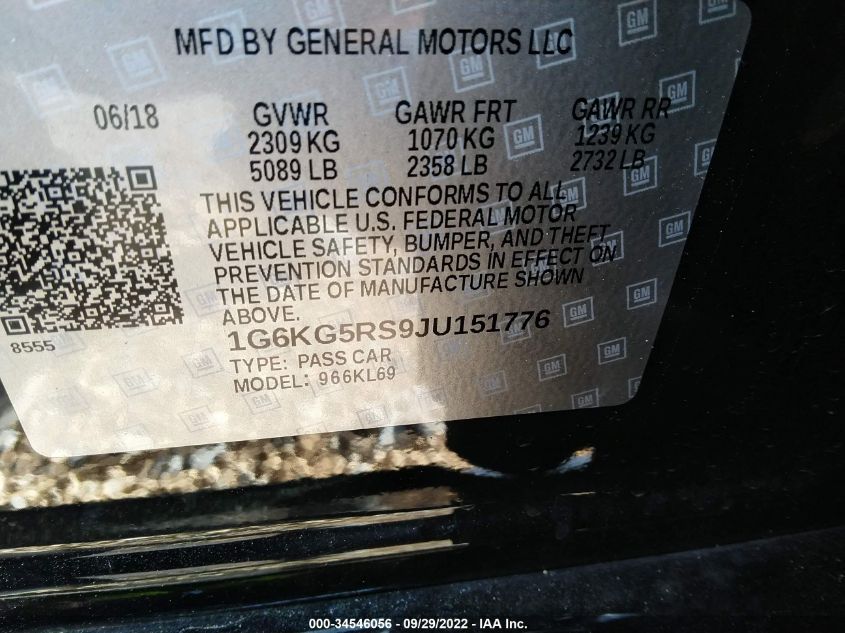 MFD BY GENERAL MOTORS LLC
06/18 GVWR GAWR FRT GAWR RR
2309 KG 1070 KG 1239 KG
5089 LB 2358 LB 2732 LB
THIS VEHICLE CONFORMS TO ALL
APPLICABLE U.S. FEDERAL MOTOR
VEHICLE SAFETY, BUMPER, AND THEFT
PREVENTION STANDARDS IN EFFECT ON
THE DATE OF MANUFACTURE SHOWN
ABOVE.
8555
1G6KG5RS9JU151776
TYPE: PASS CAR
MODEL: 966KL69
GM
000-34546056 - 09/29/2022 - IAA Inc.